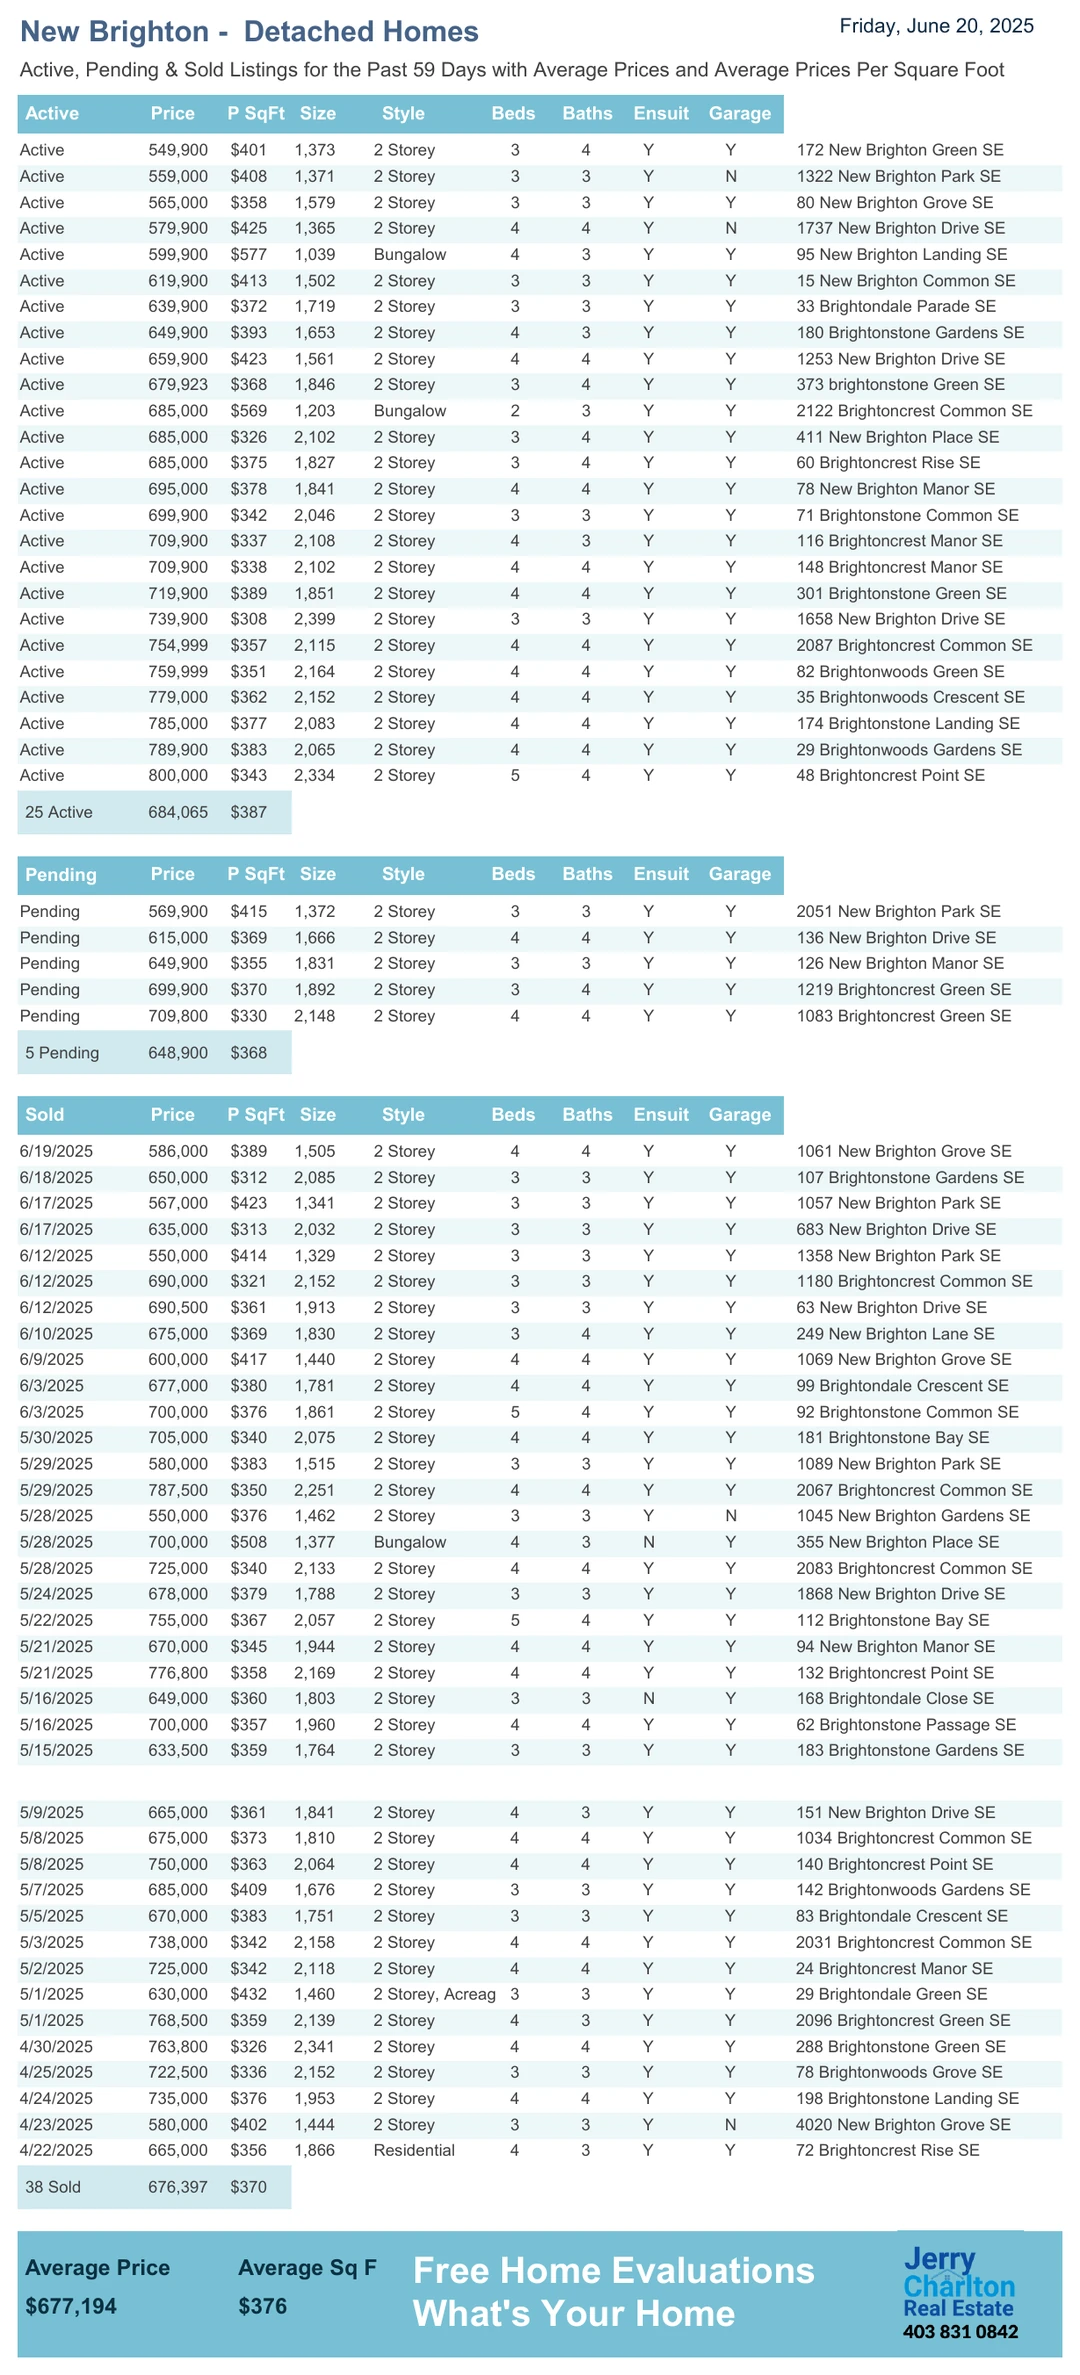 New Brighton -  Detached Homes
Friday, June 20, 2025
Active, Pending & Sold Listings for the Past 59 Days with Average Prices and Average Prices Per Square Foot
Active Price P SqFt Size Style Beds Baths Ensuit Garage
Active 549,900 $401 1,373 2 Storey 3 4 Y Y 172 New Brighton Green SE
Active 559,000 $408 1,371 2 Storey 3 3 Y N 1322 New Brighton Park SE
Active 565,000 $358 1,579 2 Storey 3 3 Y Y 80 New Brighton Grove SE
Active 579,900 $425 1,365 2 Storey 4 4 Y N 1737 New Brighton Drive SE
Active 599,900 $577 1,039 Bungalow 4 3 Y Y 95 New Brighton Landing SE
Active 619,900 $413 1,502 2 Storey 3 3 Y Y 15 New Brighton Common SE
Active 639,900 $372 1,719 2 Storey 3 3 Y Y 33 Brightondale Parade SE
Active 649,900 $393 1,653 2 Storey 4 3 Y Y 180 Brightonstone Gardens SE
Active 659,900 $423 1,561 2 Storey 4 4 Y Y 1253 New Brighton Drive SE
Active 679,923 $368 1,846 2 Storey 3 4 Y Y 373 brightonstone Green SE
Active 685,000 $569 1,203 Bungalow 2 3 Y Y 2122 Brightoncrest Common SE
Active 685,000 $326 2,102 2 Storey 3 4 Y Y 411 New Brighton Place SE
Active 685,000 $375 1,827 2 Storey 3 4 Y Y 60 Brightoncrest Rise SE
Active 695,000 $378 1,841 2 Storey 4 4 Y Y 78 New Brighton Manor SE
Active 699,900 $342 2,046 2 Storey 3 3 Y Y 71 Brightonstone Common SE
Active 709,900 $337 2,108 2 Storey 4 3 Y Y 116 Brightoncrest Manor SE
Active 709,900 $338 2,102 2 Storey 4 4 Y Y 148 Brightoncrest Manor SE
Active 719,900 $389 1,851 2 Storey 4 4 Y Y 301 Brightonstone Green SE
Active 739,900 $308 2,399 2 Storey 3 3 Y Y 1658 New Brighton Drive SE
Active 754,999 $357 2,115 2 Storey 4 4 Y Y 2087 Brightoncrest Common SE
Active 759,999 $351 2,164 2 Storey 4 4 Y Y 82 Brightonwoods Green SE
Active 779,000 $362 2,152 2 Storey 4 4 Y Y 35 Brightonwoods Crescent SE
Active 785,000 $377 2,083 2 Storey 4 4 Y Y 174 Brightonstone Landing SE
Active 789,900 $383 2,065 2 Storey 4 4 Y Y 29 Brightonwoods Gardens SE
Active 800,000 $343 2,334 2 Storey 5 4 Y Y 48 Brightoncrest Point SE
25 Active 684,065 $387
Pending Price P SqFt Size Style Beds Baths Ensuit Garage
Pending 569,900 $415 1,372 2 Storey 3 3 Y Y 2051 New Brighton Park SE
Pending 615,000 $369 1,666 2 Storey 4 4 Y Y 136 New Brighton Drive SE
Pending 649,900 $355 1,831 2 Storey 3 3 Y Y 126 New Brighton Manor SE
Pending 699,900 $370 1,892 2 Storey 3 4 Y Y 1219 Brightoncrest Green SE
Pending 709,800 $330 2,148 2 Storey 4 4 Y Y 1083 Brightoncrest Green SE
5 Pending 648,900 $368
Sold Price P SqFt Size Style Beds Baths Ensuit Garage
6/19/2025 586,000 $389 1,505 2 Storey 4 4 Y Y 1061 New Brighton Grove SE
6/18/2025 650,000 $312 2,085 2 Storey 3 3 Y Y 107 Brightonstone Gardens SE
6/17/2025 567,000 $423 1,341 2 Storey 3 3 Y Y 1057 New Brighton Park SE
6/17/2025 635,000 $313 2,032 2 Storey 3 3 Y Y 683 New Brighton Drive SE
6/12/2025 550,000 $414 1,329 2 Storey 3 3 Y Y 1358 New Brighton Park SE
6/12/2025 690,000 $321 2,152 2 Storey 3 3 Y Y 1180 Brightoncrest Common SE
6/12/2025 690,500 $361 1,913 2 Storey 3 3 Y Y 63 New Brighton Drive SE
6/10/2025 675,000 $369 1,830 2 Storey 3 4 Y Y 249 New Brighton Lane SE
6/9/2025 600,000 $417 1,440 2 Storey 4 4 Y Y 1069 New Brighton Grove SE
6/3/2025 677,000 $380 1,781 2 Storey 4 4 Y Y 99 Brightondale Crescent SE
6/3/2025 700,000 $376 1,861 2 Storey 5 4 Y Y 92 Brightonstone Common SE
5/30/2025 705,000 $340 2,075 2 Storey 4 4 Y Y 181 Brightonstone Bay SE
5/29/2025 580,000 $383 1,515 2 Storey 3 3 Y Y 1089 New Brighton Park SE
5/29/2025 787,500 $350 2,251 2 Storey 4 4 Y Y 2067 Brightoncrest Common SE
5/28/2025 550,000 $376 1,462 2 Storey 3 3 Y N 1045 New Brighton Gardens SE
5/28/2025 700,000 $508 1,377 Bungalow 4 3 N Y 355 New Brighton Place SE
5/28/2025 725,000 $340 2,133 2 Storey 4 4 Y Y 2083 Brightoncrest Common SE
5/24/2025 678,000 $379 1,788 2 Storey 3 3 Y Y 1868 New Brighton Drive SE
5/22/2025 755,000 $367 2,057 2 Storey 5 4 Y Y 112 Brightonstone Bay SE
5/21/2025 670,000 $345 1,944 2 Storey 4 4 Y Y 94 New Brighton Manor SE
5/21/2025 776,800 $358 2,169 2 Storey 4 4 Y Y 132 Brightoncrest Point SE
5/16/2025 649,000 $360 1,803 2 Storey 3 3 N Y 168 Brightondale Close SE
5/16/2025 700,000 $357 1,960 2 Storey 4 4 Y Y 62 Brightonstone Passage SE
5/15/2025 633,500 $359 1,764 2 Storey 3 3 Y Y 183 Brightonstone Gardens SE
5/9/2025 665,000 $361 1,841 2 Storey 4 3 Y Y 151 New Brighton Drive SE
5/8/2025 675,000 $373 1,810 2 Storey 4 4 Y Y 1034 Brightoncrest Common SE
5/8/2025 750,000 $363 2,064 2 Storey 4 4 Y Y 140 Brightoncrest Point SE
5/7/2025 685,000 $409 1,676 2 Storey 3 3 Y Y 142 Brightonwoods Gardens SE
5/5/2025 670,000 $383 1,751 2 Storey 3 3 Y Y 83 Brightondale Crescent SE
5/3/2025 738,000 $342 2,158 2 Storey 4 4 Y Y 2031 Brightoncrest Common SE
5/2/2025 725,000 $342 2,118 2 Storey 4 4 Y Y 24 Brightoncrest Manor SE
5/1/2025 630,000 $432 1,460 2 Storey, Acreag 3 3 Y Y 29 Brightondale Green SE
5/1/2025 768,500 $359 2,139 2 Storey 4 3 Y Y 2096 Brightoncrest Green SE
4/30/2025 763,800 $326 2,341 2 Storey 4 4 Y Y 288 Brightonstone Green SE
4/25/2025 722,500 $336 2,152 2 Storey 3 3 Y Y 78 Brightonwoods Grove SE
4/24/2025 735,000 $376 1,953 2 Storey 4 4 Y Y 198 Brightonstone Landing SE
4/23/2025 580,000 $402 1,444 2 Storey 3 3 Y N 4020 New Brighton Grove SE
4/22/2025 665,000 $356 1,866 Residential 4 3 Y Y 72 Brightoncrest Rise SE
38 Sold 676,397 $370
Average Price Average Sq F
$677,194 $376
Free Home Evaluations
What's Your Home
Jerry
Charlton
Real Estate
403 831 0842